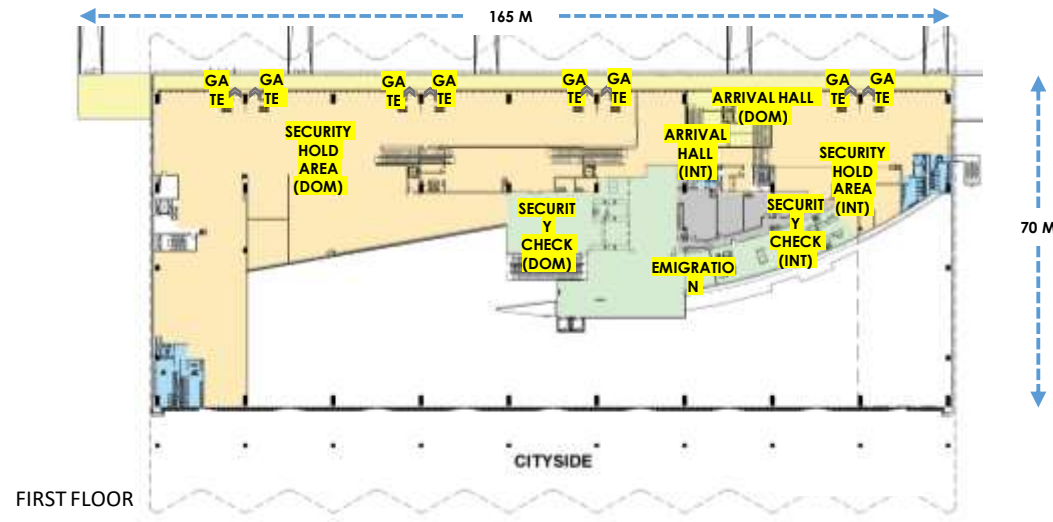 165 M
GA
TE
GA
TE
GA
TE
GA
TE
GA
TE
GA
TE
GA
TE
GA
TE
ARRIVAL HALL
(DOM)
SECURITY
HOLD
AREA
(DOM)
ARRIVAL
HALL
(INT)
SECURITY
HOLD
AREA
(INT)
SECURIT
Y
CHECK
(DOM)
SECURIT
Y
CHECK
(INT)
70 M
EMIGRATIO
N
CITYSIDE
FIRST FLOOR